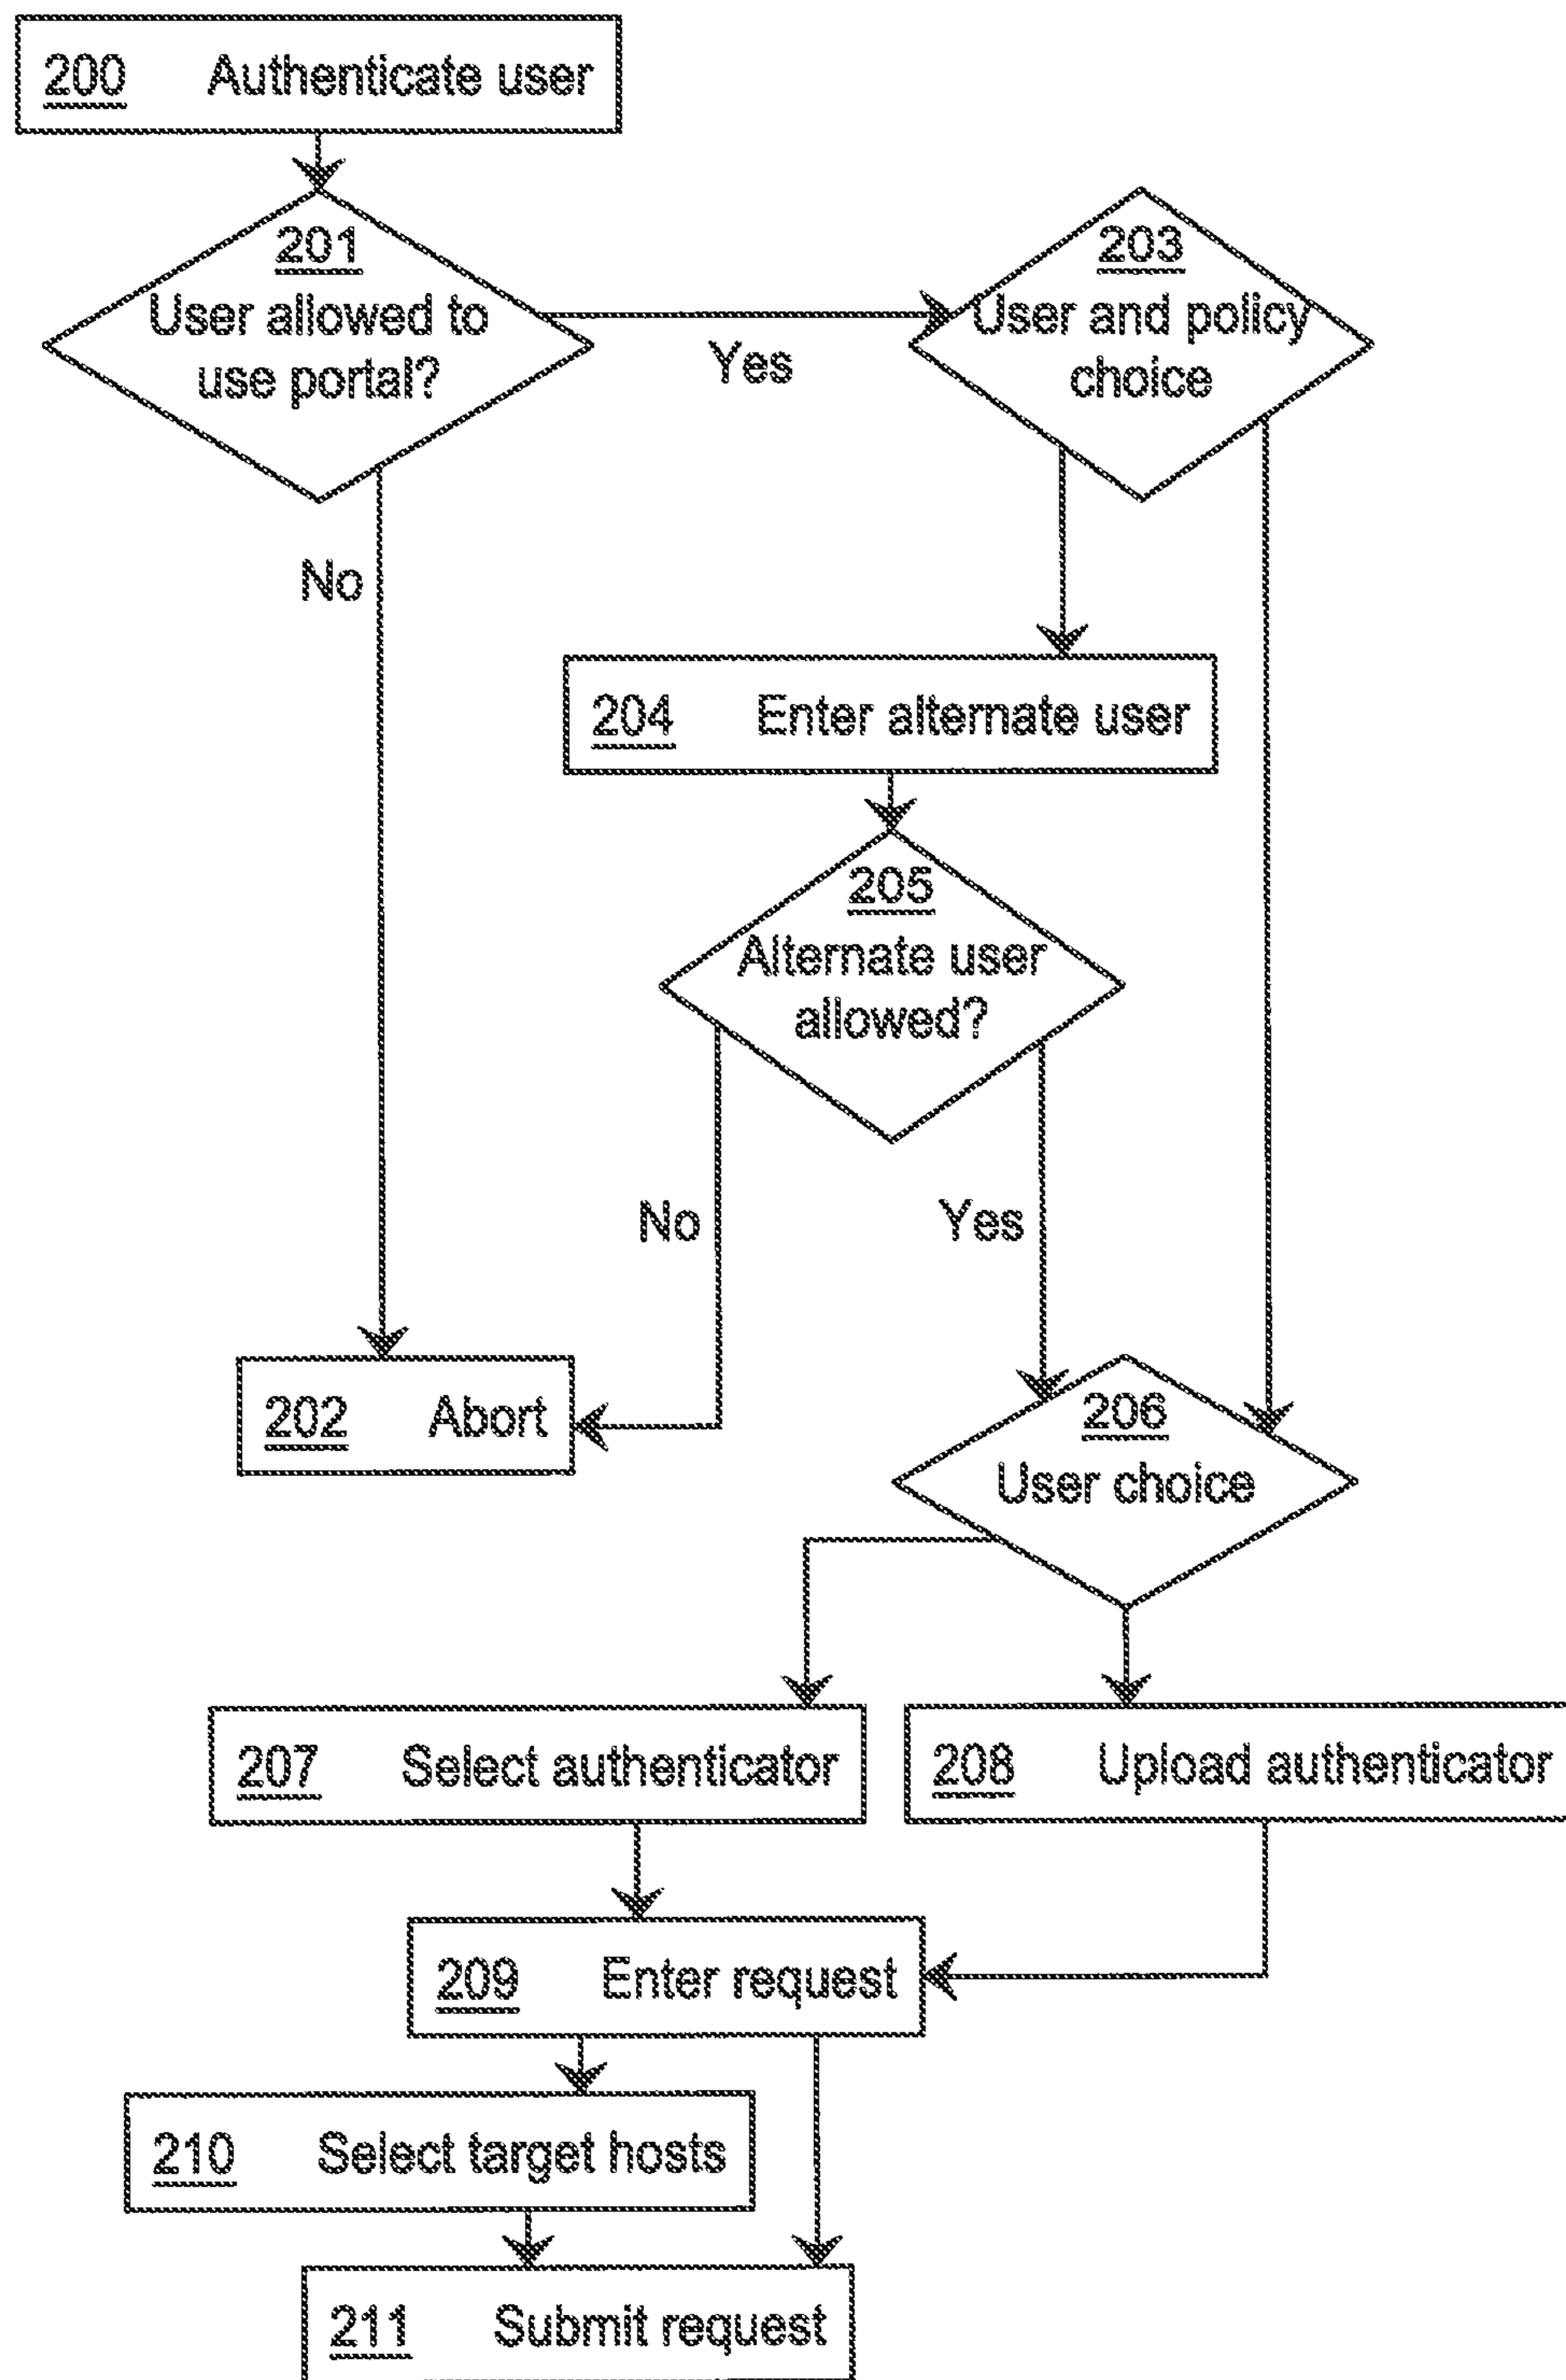 200 Authenticate user
201
User allowed to
use portal?
Yes
203
User and policy
choice
No
204 Enter alternate user
205
Alternate user
allowed?
No
Yes
202 Abort
206
User choice
207 Select authenticator
208 Upload authenticator
209 Enter request
210 Select target hosts
211 Submit request